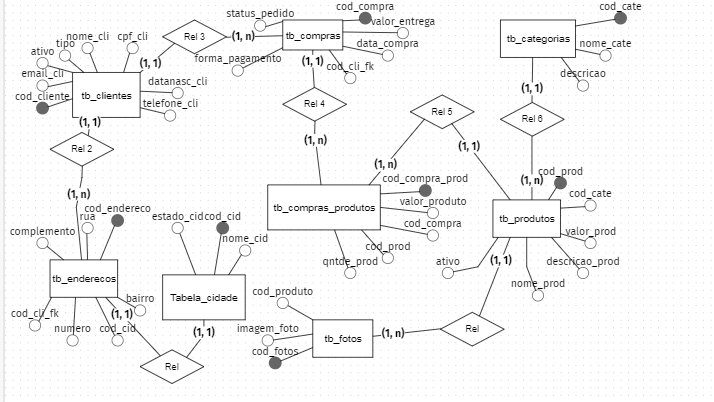 status_pedido
cod_compra
cod_cate
valor_entrega
nome_cli
cpf_cli
Rel 3
(1, n)
tb_compras
tb_categorias
tipo
data_compra
nome_cate
ativo
(1, 1)
forma_pagamento
(1, 1)
cod_cli_fk
descricao
email_cli
datanasc_cli
(1, 1)
cod_cliente
tb_clientes
telefone_cli
Rel 4
Rel 5
Rel 6
(1, 1)
Rel 2
(1, n)
(1, 1)
(1, n)
(1, n)
cod_prod
cod_compra_prod
(1, n)
cod_cate
cod_endereco
valor_produto
rua
estado_cid
cod_cid
tb_compras_produtos
tb_produtos
complemento
nome_cid
cod_compra
valor_prod
cod_prod
qntde_prod
ativo
(1, 1)
descricao_prod
tb_enderecos
nome_prod
Tabela_cidade
cod_produto
bairro
cod_cli_fk
(1, 1)
numero
cod_cid
(1, 1)
imagem_foto
tb_fotos
(1, n)
Rel
cod_fotos
Rel